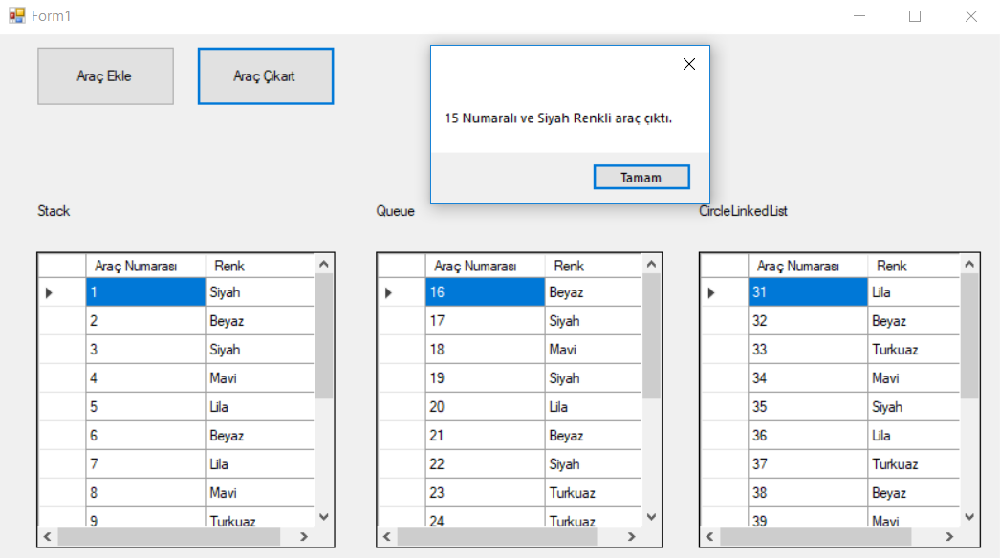 Form1
Araç Ekle
Araç Çıkart
15 Numaralı ve Siyah Renkli araç çıktı.
Tamam
Stack
Queue
CircleLinkedList
Araç Numarası Renk
1 Siyah
2 Beyaz
3 Siyah
4 Mavi
5 Lila
6 Beyaz
7 Lila
8 Mavi
9 Turkuaz
Araç Numarası Renk
16 Beyaz
17 Siyah
18 Mavi
19 Siyah
20 Lila
21 Beyaz
22 Siyah
23 Turkuaz
24 Turkuaz
Araç Numarası Renk
31 Lila
32 Beyaz
33 Turkuaz
34 Mavi
35 Siyah
36 Lila
37 Turkuaz
38 Beyaz
39 Mavi